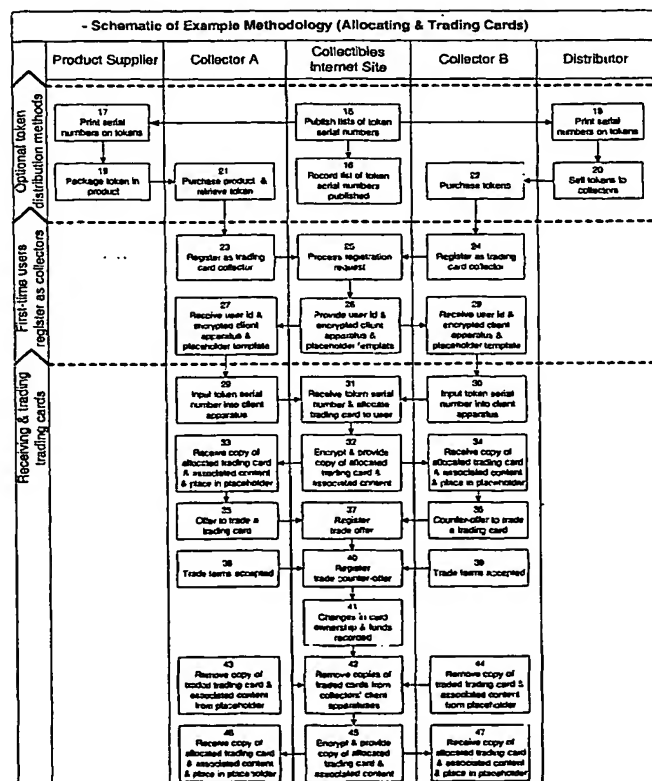 - Schematic of Example Methodology (Allocating & Trading Cards)
Product Supplier
Collector A
Collectibles
Internet Site
Collector B
Distributor
Optional token
distribution methods
17
Print serial
numbers on tokens
15
Publish lists of token
serial numbers
18
Print serial
numbers on tokens
19
Package token in
product
21
Purchase product &
retrieve token
16
Record list of token
serial numbers
published
22
Purchase tokens
20
Sell tokens to
collectors
First-time users
register as collectors
23
Register as trading
card collector
25
Process registration
request
24
Register as trading
card collector
27
Receive user id &
encrypted client
apparatus &
placeholder template
26
Provide user id &
encrypted client
apparatus &
placeholder template
Receive user id &
encrypted client
apparatus &
placeholder template
Receiving & trading
trading cards
29
Input token serial
number into client
apparatus
31
Receive token serial
number & allocate
trading card to user
30
Input token serial
number into client
apparatus
33
Receive copy of
allocated trading card
& associated content
& place in placeholder
32
Encrypt & provide
copy of allocated
trading card &
associated content
34
Receive copy of
allocated trading card
& associated content
& place in placeholder
35
Offer to trade a
trading card
37
Register
trade offer
36
Counter-offer to trade
a trading card
38
Trade terms accepted
40
Register
trade counter-offer
39
Trade terms accepted
41
Changes in card
ownership & funds
recorded
43
Remove copy of
traded trading card &
associated content
from placeholder
42
Remove copies of
traded cards from
collectors' client
apparatuses
44
Remove copy of
traded trading card &
associated content
from placeholder
46
Receive copy of
allocated trading card
& associated content
& place in placeholder
45
Encrypt & provide
copy of allocated
trading card &
associated content
47
Receive copy of
allocated trading card
& associated content
& place in placeholder